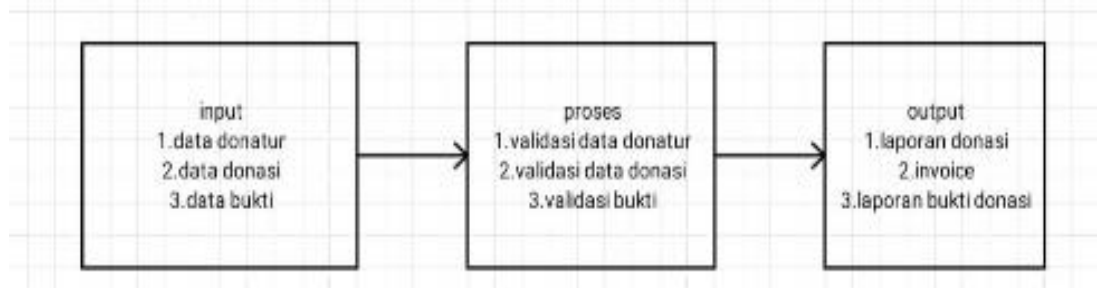 input
1.data donatur
2.data donasi
3.data bukti
proses
1.validasi data donatur
2.validasi data donasi
3.validasi bukti
output
1.laporan donasi
2.invoice
3.laporan bukti donasi